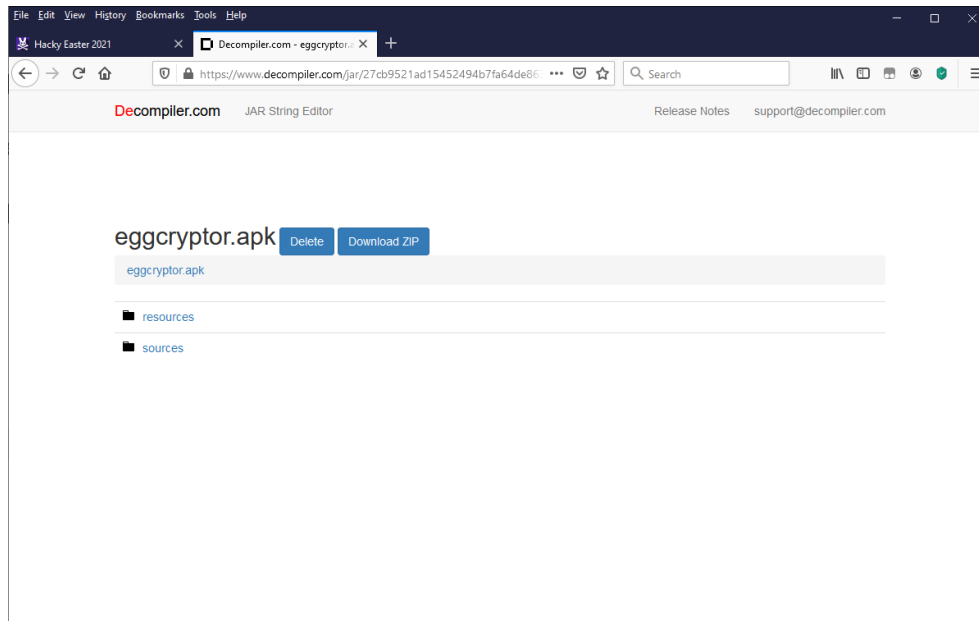 File Edit View History Bookmarks Tools Help
Hacky Easter 2021
Decompiler.com - eggcryptor.a
https://www.decompiler.com/jar/27cb9521ad15452494b7fa64de86
Search
Decompiler.com JAR String Editor Release Notes support@decompiler.com
eggcryptor.apk Delete Download ZIP
eggcryptor.apk
resources
sources